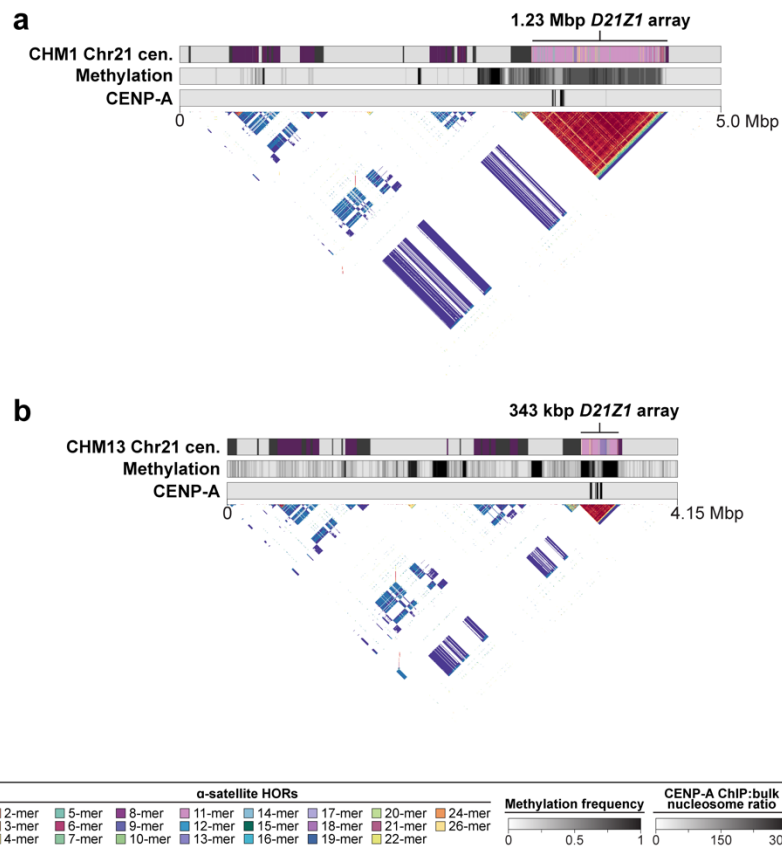 a
1.23 Mbp D21Z1 array
CHM1 Chr21 cen.
Methylation
CENP-A
0 5.0 Mbp
b
343 kbp D21Z1 array
CHM13 Chr21 cen.
Methylation
CENP-A
0 4.15 Mbp
α-satellite HORs
2-mer 5-mer 8-mer 11-mer 14-mer 17-mer 20-mer 24-mer
3-mer 6-mer 9-mer 12-mer 15-mer 18-mer 21-mer 26-mer
4-mer 7-mer 10-mer 13-mer 16-mer 19-mer 22-mer
Methylation frequency
0 0.5 1
CENP-A ChIP:bulk
nucleosome ratio
0 150 30